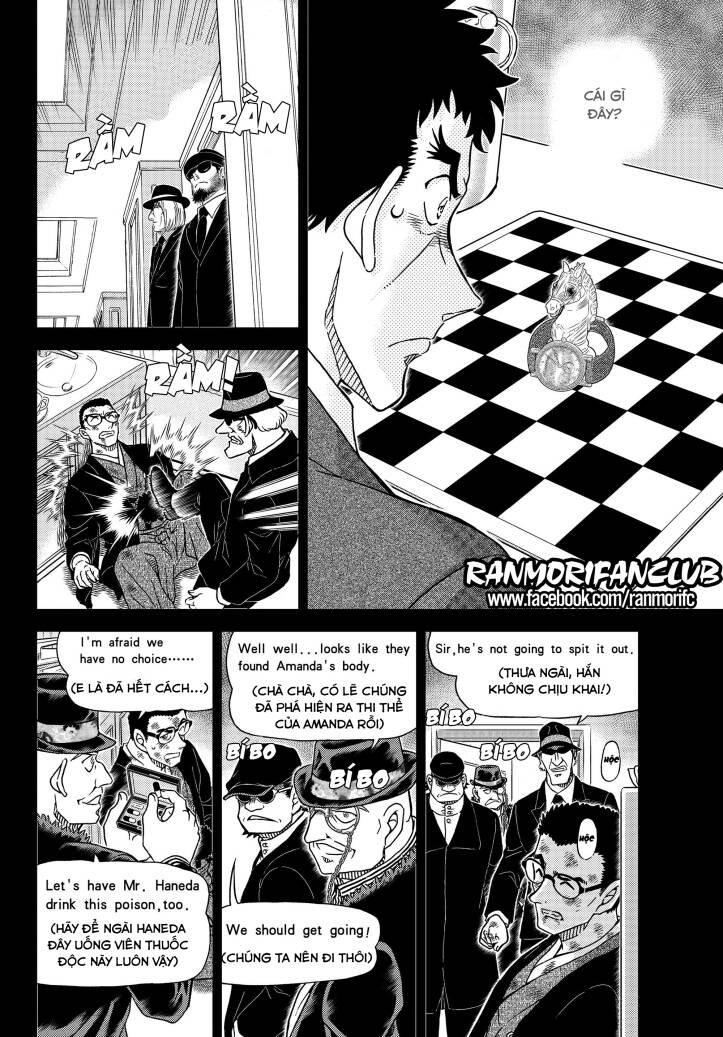 CÁI GÌ
ĐÂY?
RẦM
RẦM
RẦM!
RANMORIFANCLUB
www.facebook.com/ranmorifc
Sir,he's not going to spit it out.
(THƯA NGÀI, HẮN
KHÔNG CHỊU KHAI!)
BÍ BO
BÍ BO
HỘC
HỘC
Well well...looks like they
found Amanda's body.
(CHÀ CHÀ, CÓ LẼ CHÚNG
ĐÃ PHÁ HIỆN RA THI THỂ
CỦA AMANDA RỒI)
BÍ BO
BÍ BO
We should get going!
(CHÚNG TA NÊN ĐI THÔI)
I'm afraid we
have no choice……
(E LÀ ĐÃ HẾT CÁCH...)
Let's have Mr. Haneda
drink this poison,too.
(HÃY ĐỂ NGÀI HANEDA
ĐÂY UỐNG VIÊN THUỐC
ĐỘC NÃY LUÔN VẬY)